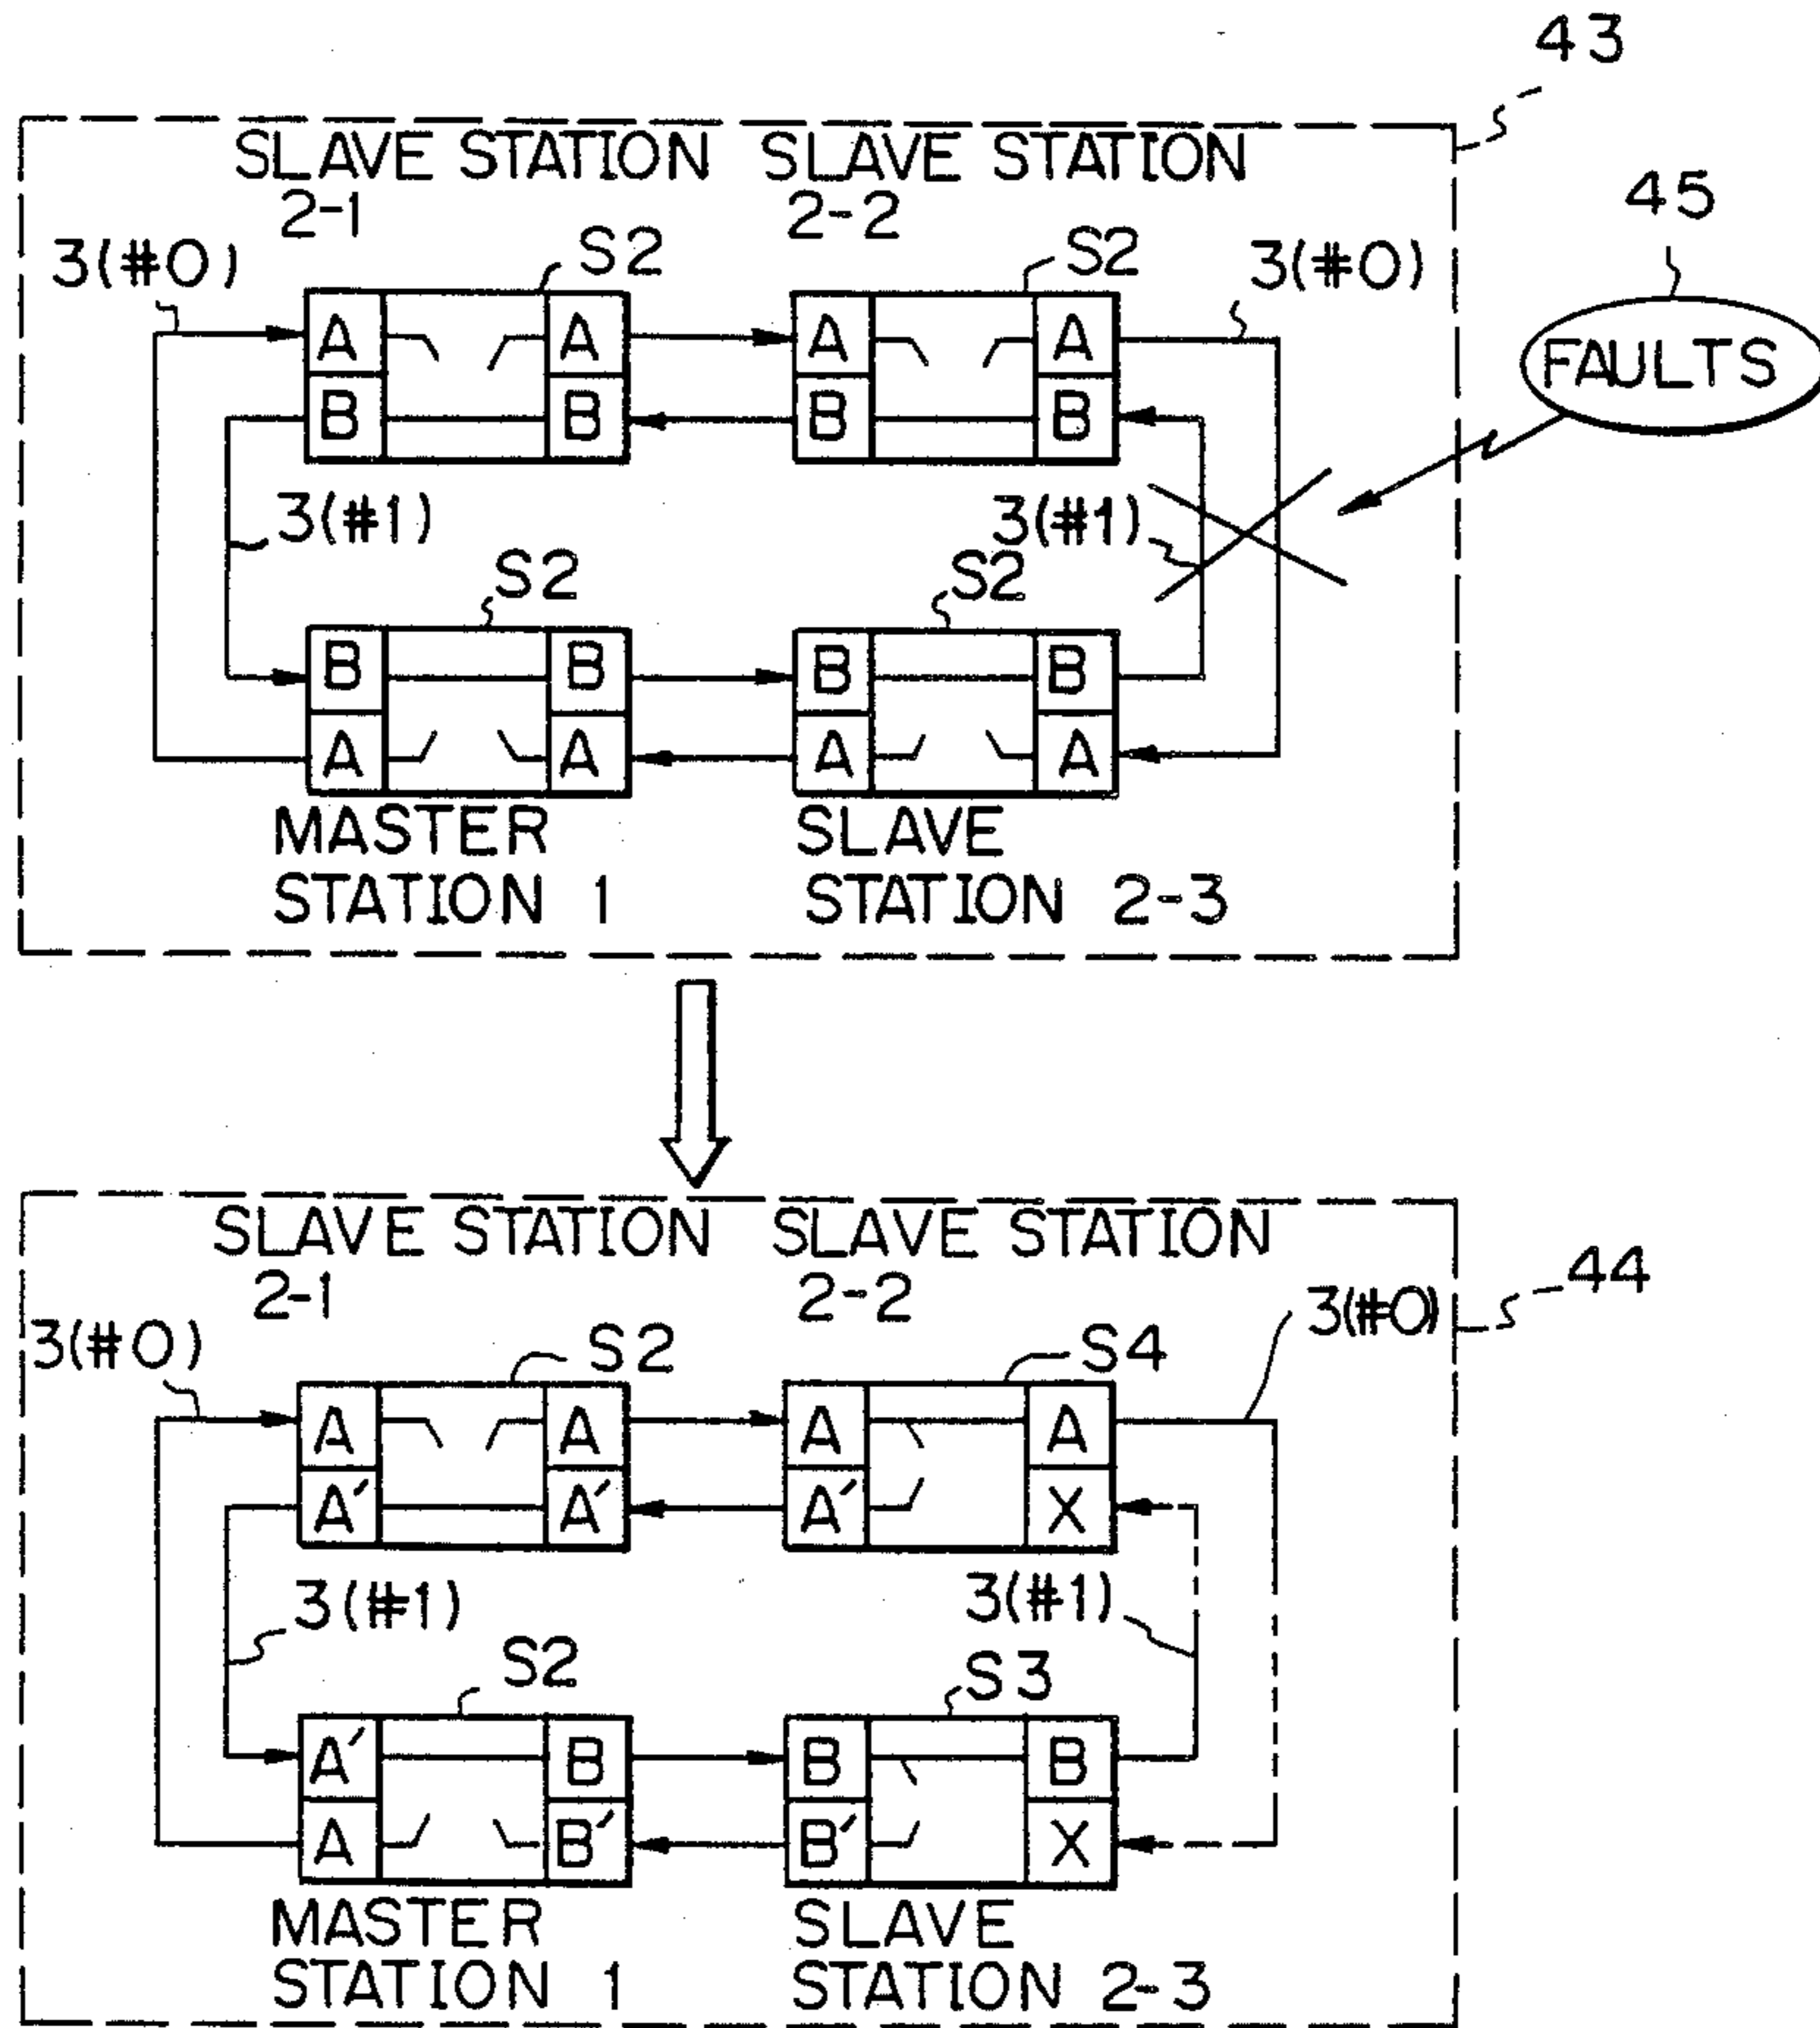 43
SLAVE STATION 2-1
SLAVE STATION 2-2
45
3(#0)
S2
S2
3(#0)
A
A
A
A
FAULTS
B
B
B
B
3(#1)
3(#1)
S2
S2
B
B
B
B
A
A
A
A
MASTER STATION 1
SLAVE STATION 2-3
SLAVE STATION 2-1
SLAVE STATION 2-2
44
3(#0)
S2
S4
3(#0)
A
A
A
A
A′
A′
A′
X
3(#1)
3(#1)
S2
S3
A′
B
B
B
A
B′
B′
X
MASTER STATION 1
SLAVE STATION 2-3